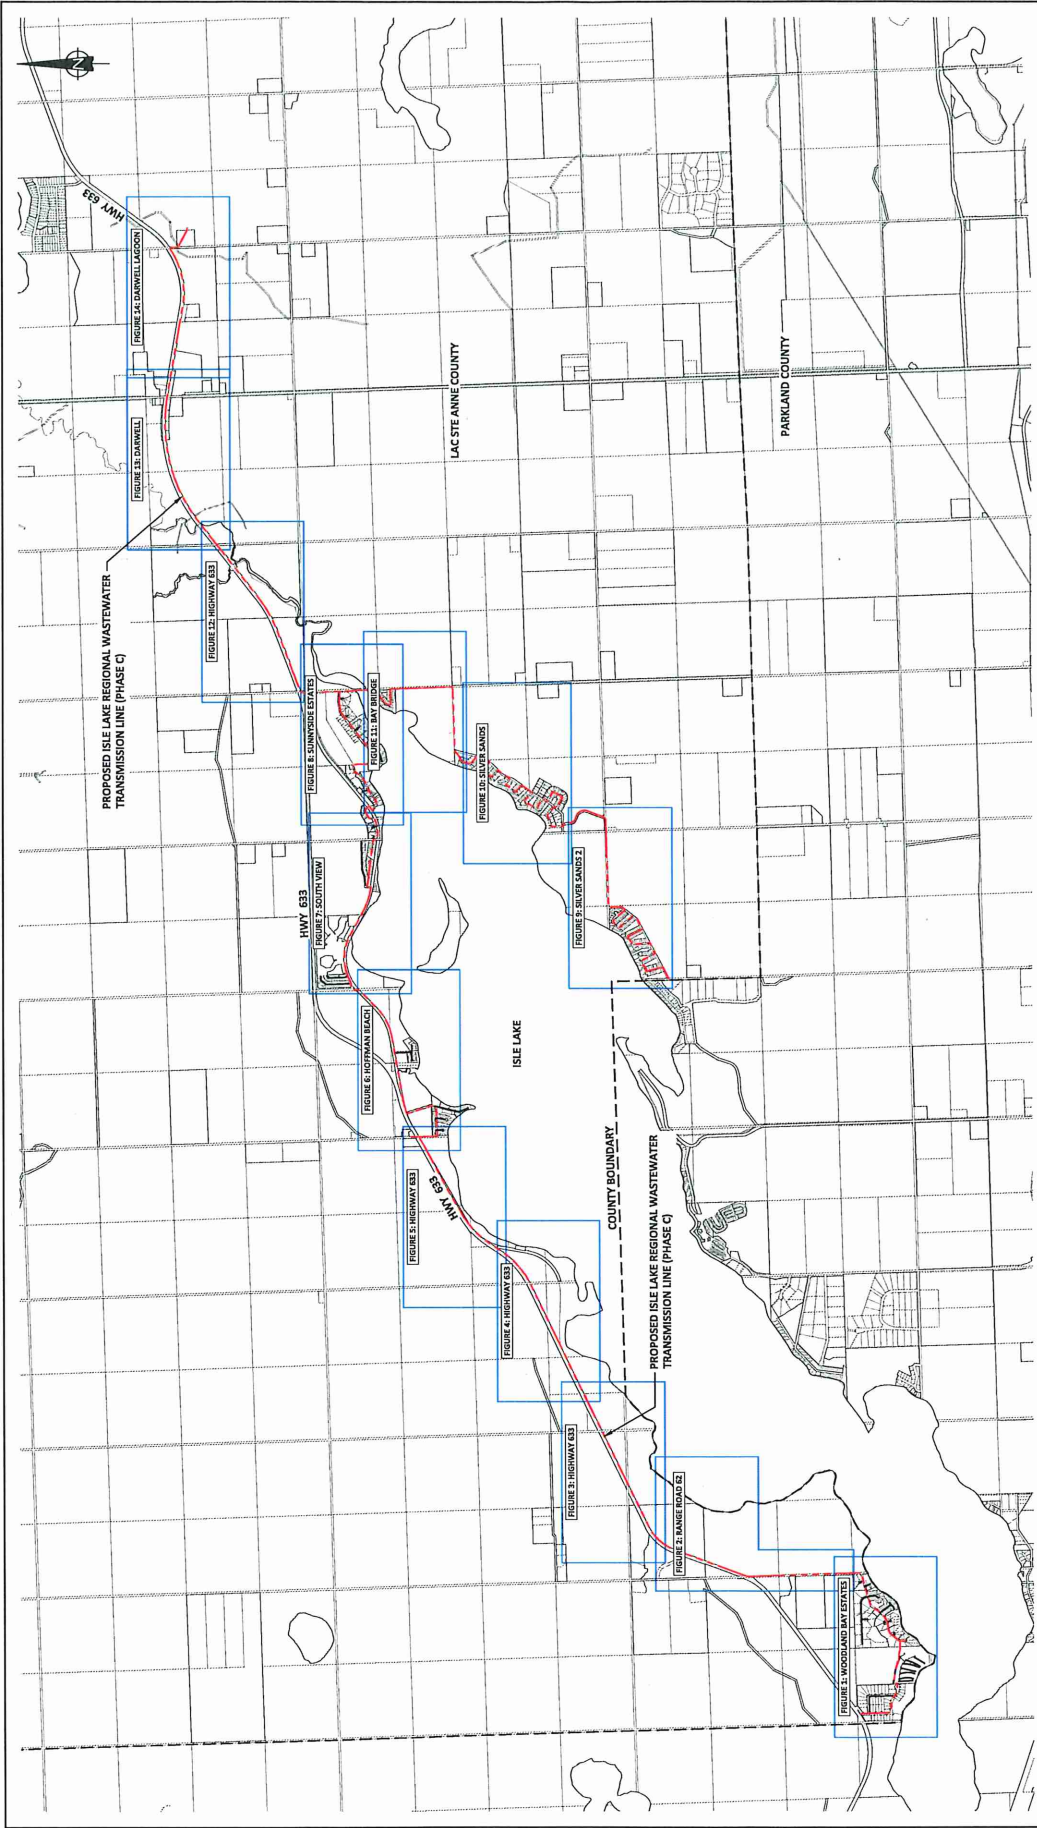 N
HWY 633
FIGURE 14: DARWELL LAGOON
FIGURE 13: DARWELL
PROPOSED ISLE LAKE REGIONAL WASTEWATER
TRANSMISSION LINE (PHASE C)
FIGURE 12: HIGHWAY 633
LAC STE ANNE COUNTY
PARKLAND COUNTY
FIGURE 8: SUNNYSIDE ESTATES
FIGURE 11: BAY BRIDGE
FIGURE 10: SILVER SANDS
FIGURE 9: SILVER SANDS 2
HWY 633
FIGURE 7: SOUTH VIEW
FIGURE 6: HOFFMAN BEACH
ISLE LAKE
COUNTY BOUNDARY
FIGURE 5: HIGHWAY 633
HWY 633
FIGURE 4: HIGHWAY 633
PROPOSED ISLE LAKE REGIONAL WASTEWATER
TRANSMISSION LINE (PHASE C)
FIGURE 3: HIGHWAY 633
FIGURE 2: RANGE ROAD 62
FIGURE 1: WOODLAND BAY ESTATES